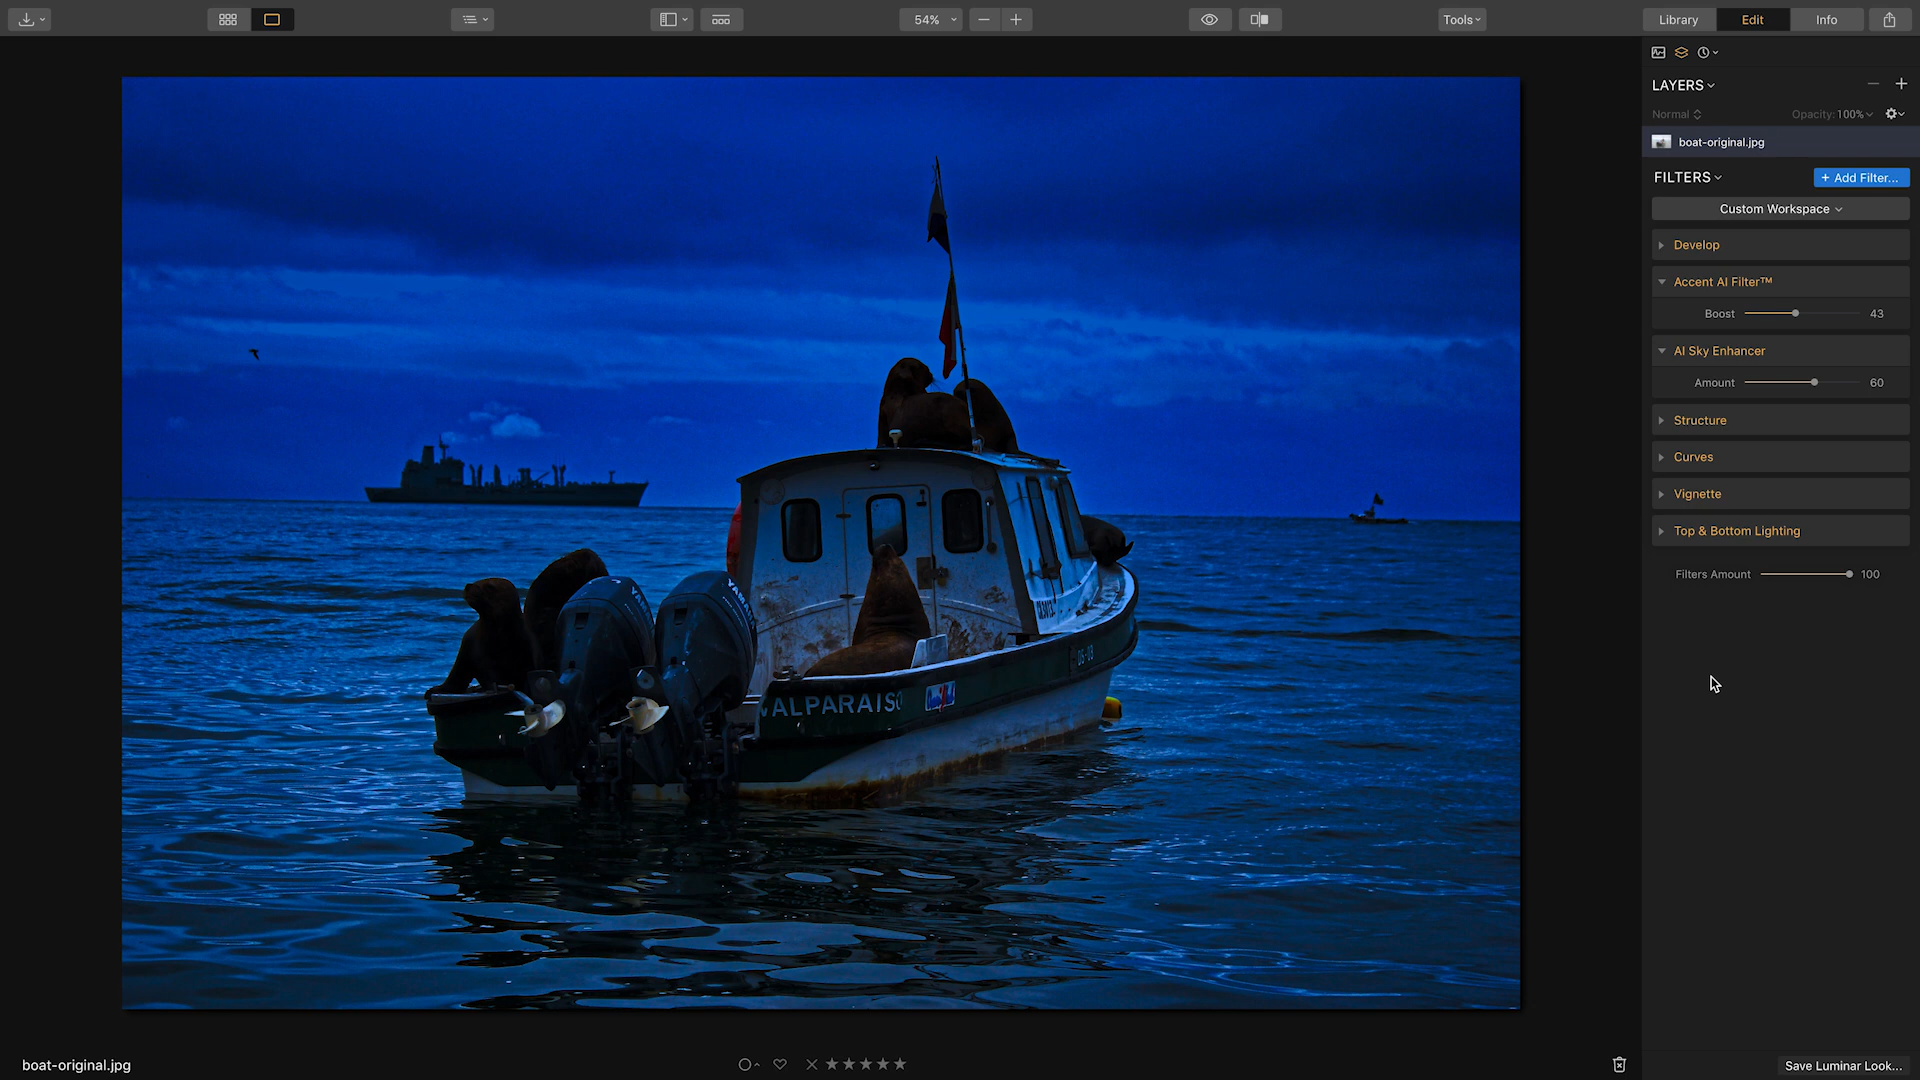 54%
Tools
Library
Edit
Info
LAYERS
Normal
Opacity: 100%
boat-original.jpg
FILTERS
+ Add Filter...
Custom Workspace
Develop
Accent AI Filter™
Boost 43
AI Sky Enhancer
Amount 60
Structure
Curves
Vignette
Top & Bottom Lighting
Filters Amount 100
YAMAHA
VALPARAISO
boat-original.jpg
Save Luminar Look...